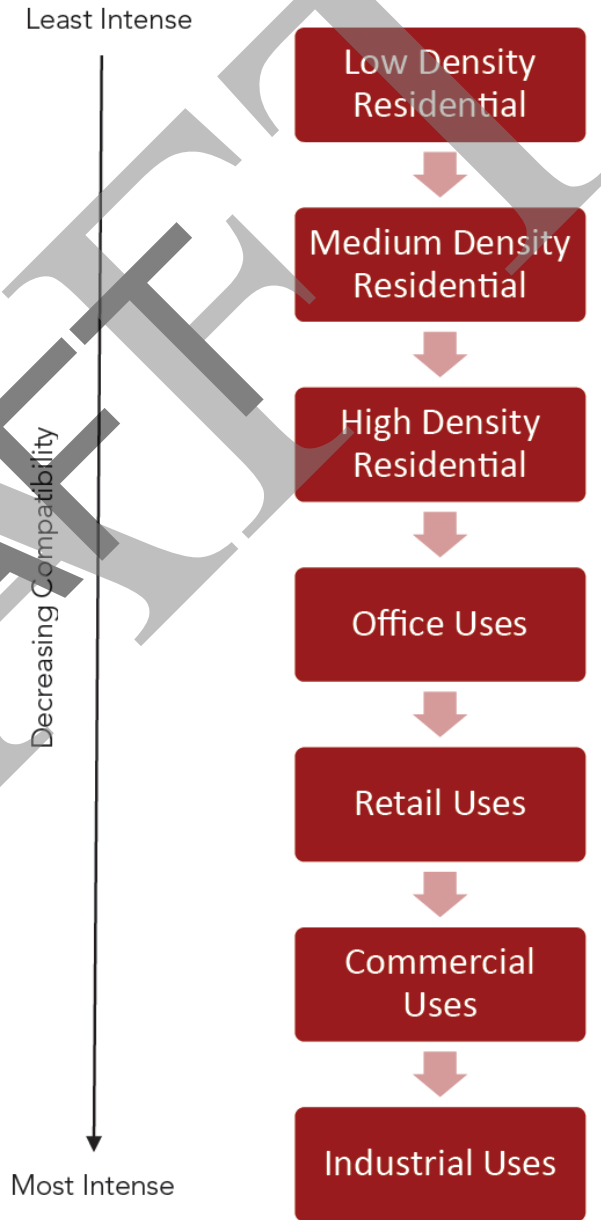 Least Intense
Low Density
Residential
Medium Density
Residential
High Density
Residential
Decreasing Compatibility
Office Uses
Retail Uses
Commercial
Uses
Industrial Uses
Most Intense